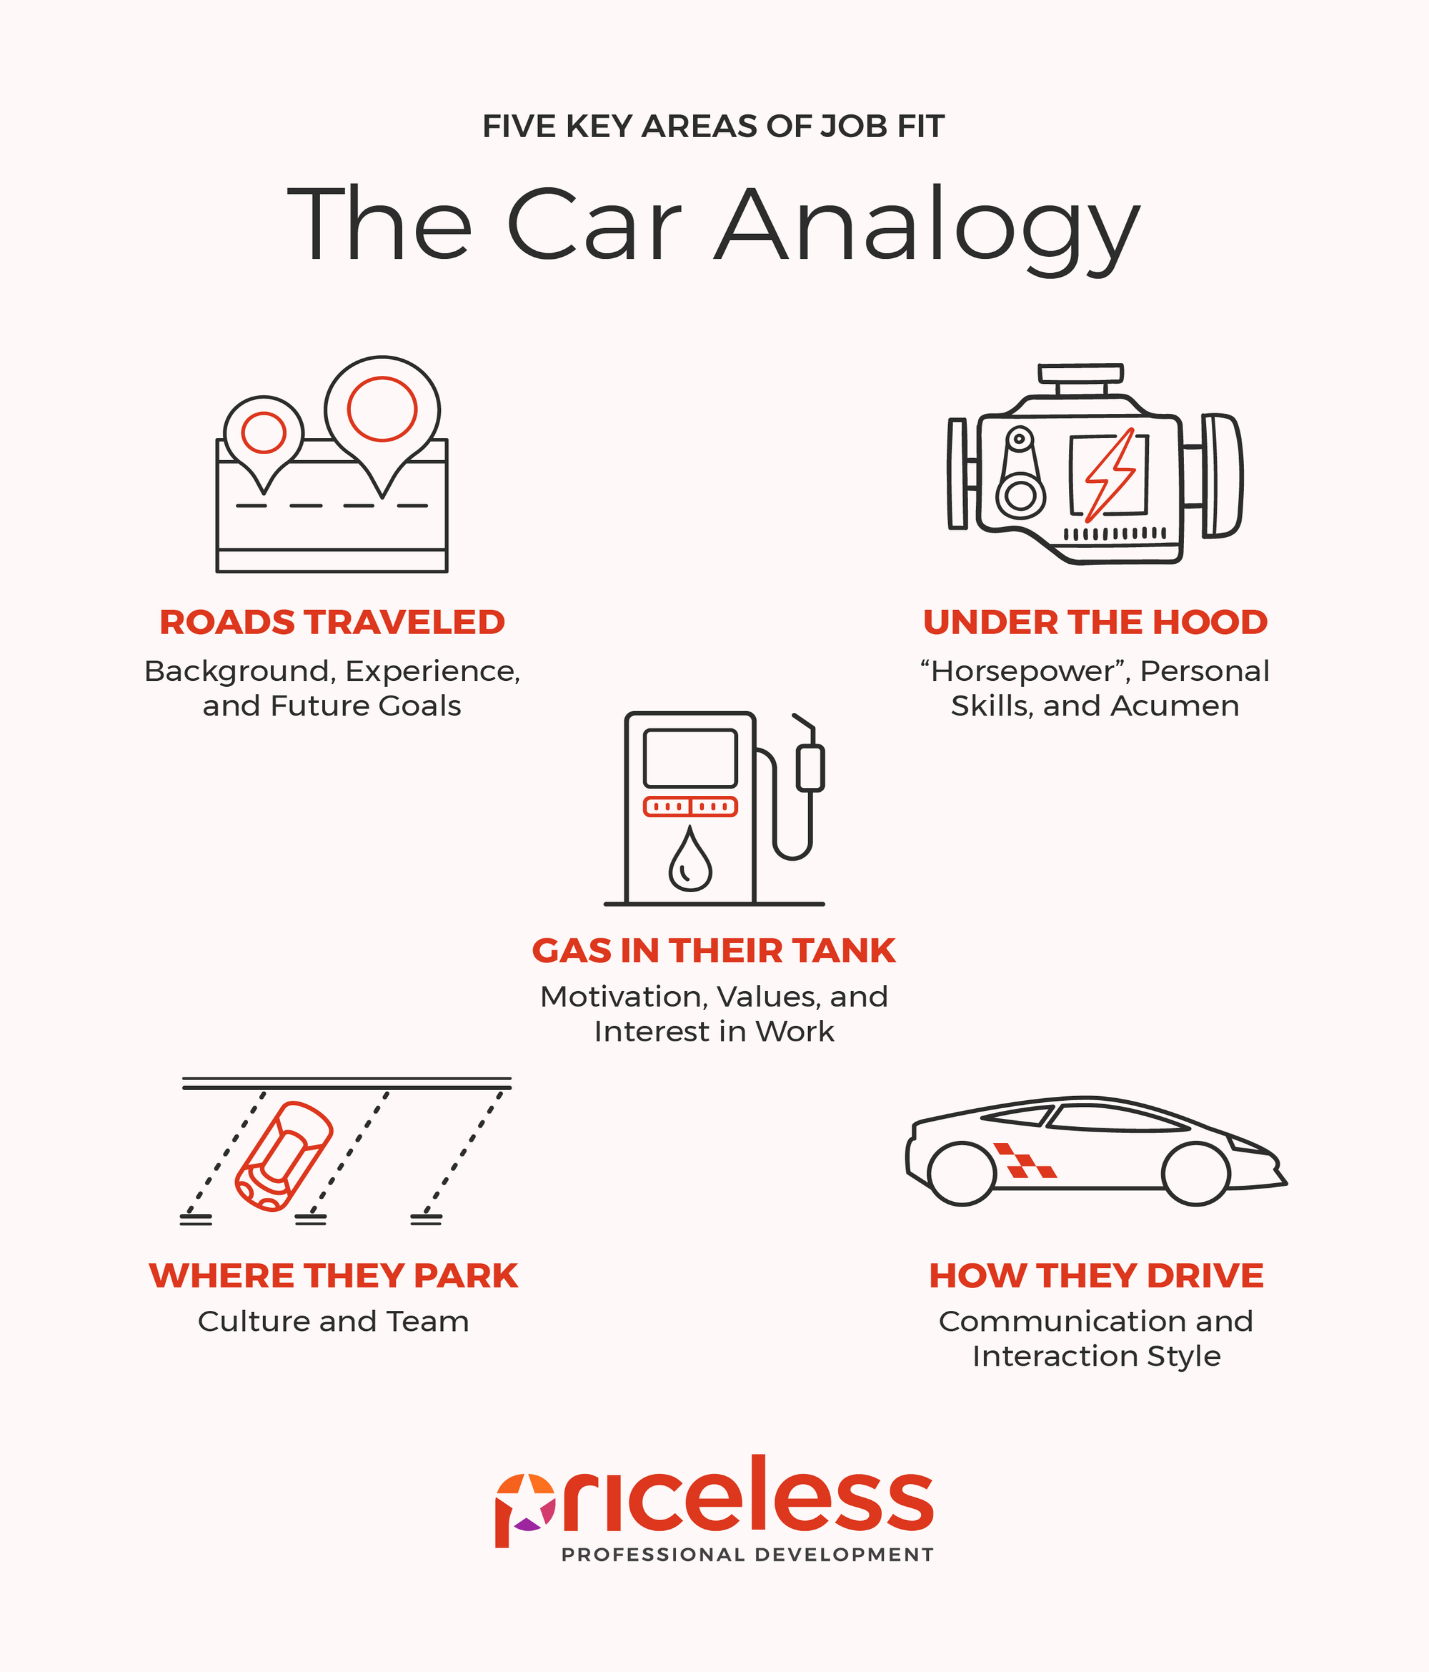 FIVE KEY AREAS OF JOB FIT
The Car Analogy
ROADS TRAVELED
Background, Experience,
and Future Goals
UNDER THE HOOD
“Horsepower”, Personal
Skills, and Acumen
GAS IN THEIR TANK
Motivation, Values, and
Interest in Work
WHERE THEY PARK
Culture and Team
HOW THEY DRIVE
Communication and
Interaction Style
priceless
PROFESSIONAL DEVELOPMENT